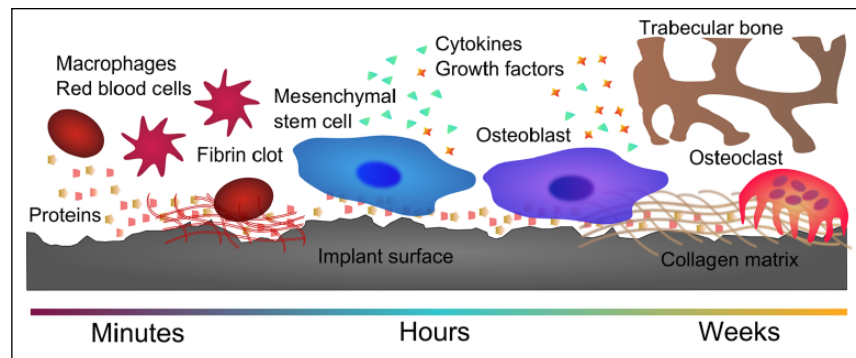 Macrophages
Red blood cells
Fibrin clot
Proteins
Mesenchymal
stem cell
Cytokines
Growth factors
Osteoblast
Trabecular bone
Osteoclast
Implant surface
Collagen matrix
Minutes
Hours
Weeks